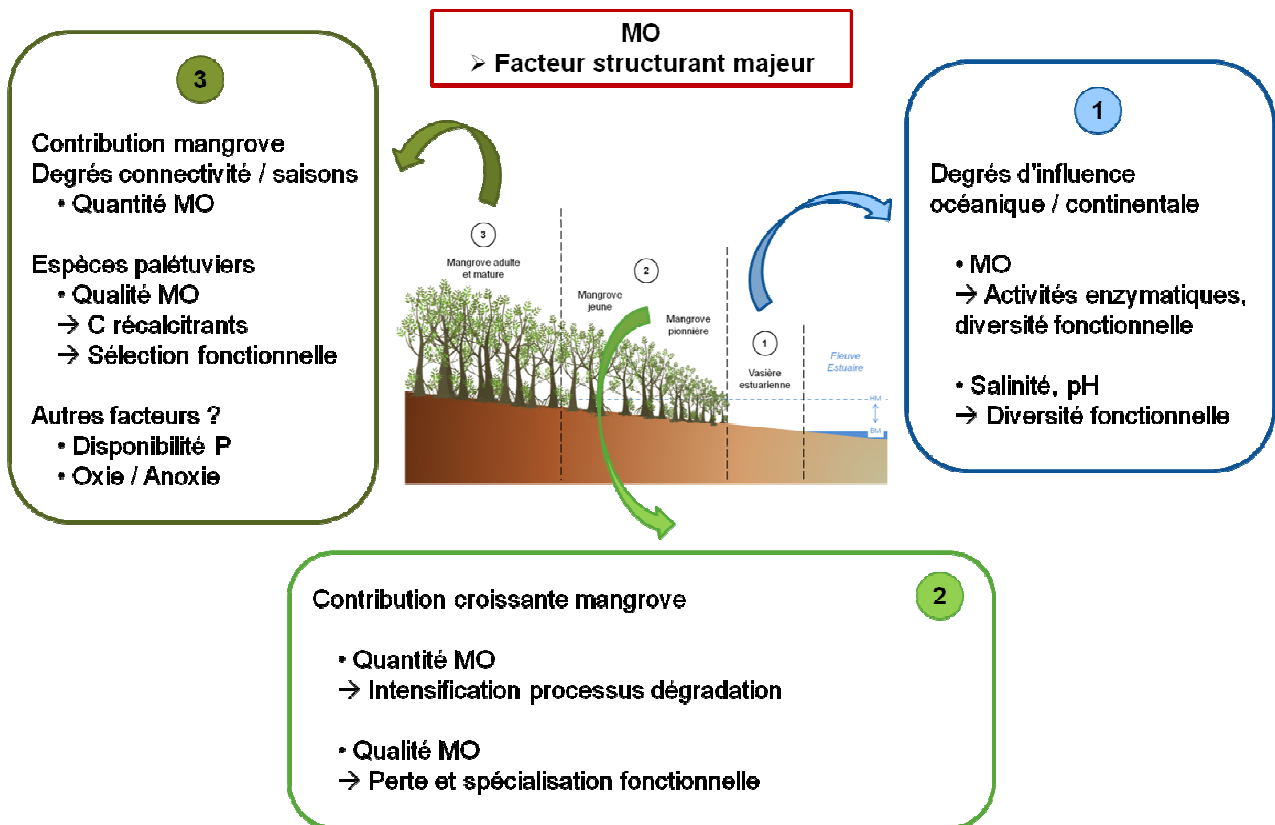 MO
➢ Facteur structurant majeur
3
Contribution mangrove
Degrés connectivité / saisons
• Quantité MO
Espèces palétuviers
• Qualité MO
→ C récalcitrants
→ Sélection fonctionnelle
Autres facteurs ?
• Disponibilité P
• Oxie / Anoxie
1
Degrés d'influence
océanique / continentale
• MO
→ Activités enzymatiques,
diversité fonctionnelle
• Salinité, pH
→ Diversité fonctionnelle
3
Mangrove adulte
et mature
2
Mangrove
jeune
Mangrove
pionnière
1
Vasière
estuarienne
Fleuve
Estuaire
HM
BM
2
Contribution croissante mangrove
• Quantité MO
→ Intensification processus dégradation
• Qualité MO
→ Perte et spécialisation fonctionnelle